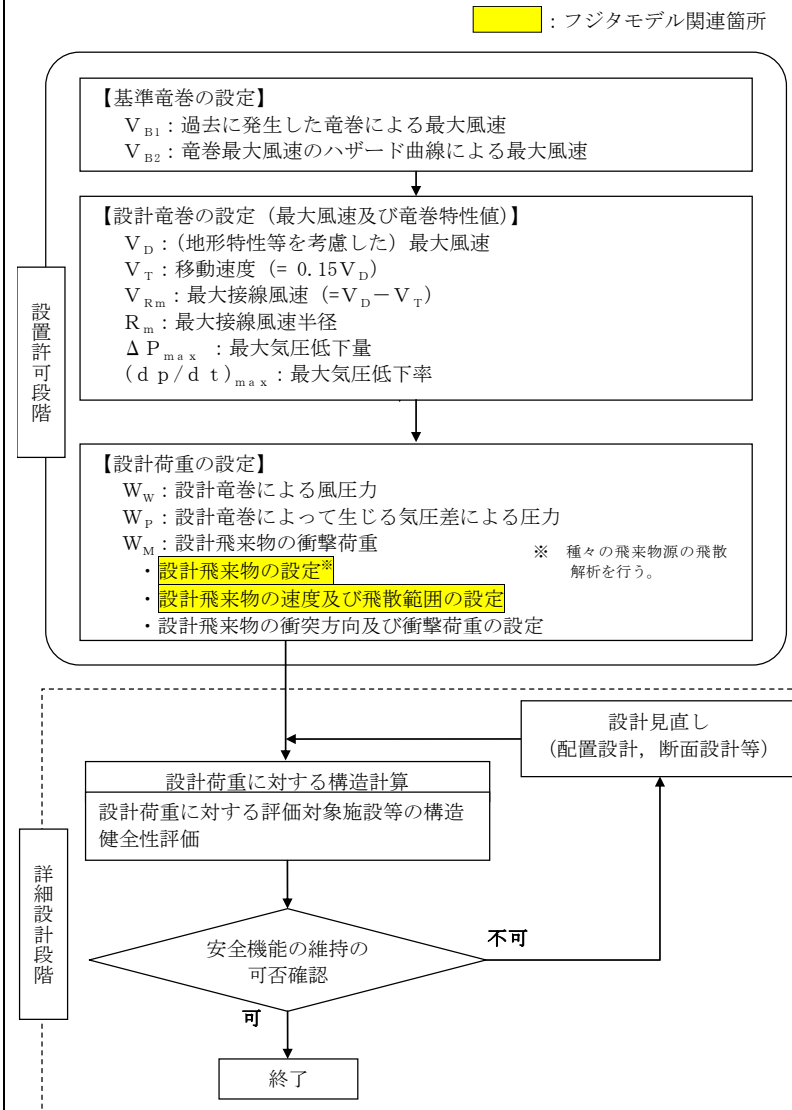 ：フジタモデル関連箇所
【基準竜巻の設定】
ＶB1：過去に発生した竜巻による最大風速
ＶB2：竜巻最大風速のハザード曲線による最大風速
【設計竜巻の設定（最大風速及び竜巻特性値）】
ＶD：（地形特性等を考慮した）最大風速
ＶT：移動速度（= 0.15ＶD）
ＶRm：最大接線風速（=ＶD－ＶT）
Ｒm：最大接線風速半径
ΔＰmax ：最大気圧低下量
(ｄｐ/ｄｔ)max：最大気圧低下率
設置許可段階
【設計荷重の設定】
ＷW：設計竜巻による風圧力
ＷP：設計竜巻によって生じる気圧差による圧力
ＷM：設計飛来物の衝撃荷重
・設計飛来物の設定※
・設計飛来物の速度及び飛散範囲の設定
・設計飛来物の衝突方向及び衝撃荷重の設定
※ 種々の飛来物源の飛散
解析を行う。
設計見直し
（配置設計，断面設計等）
設計荷重に対する構造計算
設計荷重に対する評価対象施設等の構造
健全性評価
詳細設計段階
安全機能の維持の
可否確認
不可
可
終了